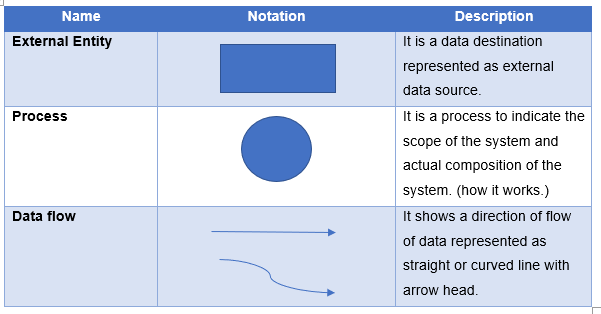 Name Notation Description
External Entity
It is a data destination
represented as external
data source.
Process
It is a process to indicate the
scope of the system and
actual composition of the
system. (how it works.)
Data flow
It shows a direction of flow
of data represented as
straight or curved line with
arrow head.